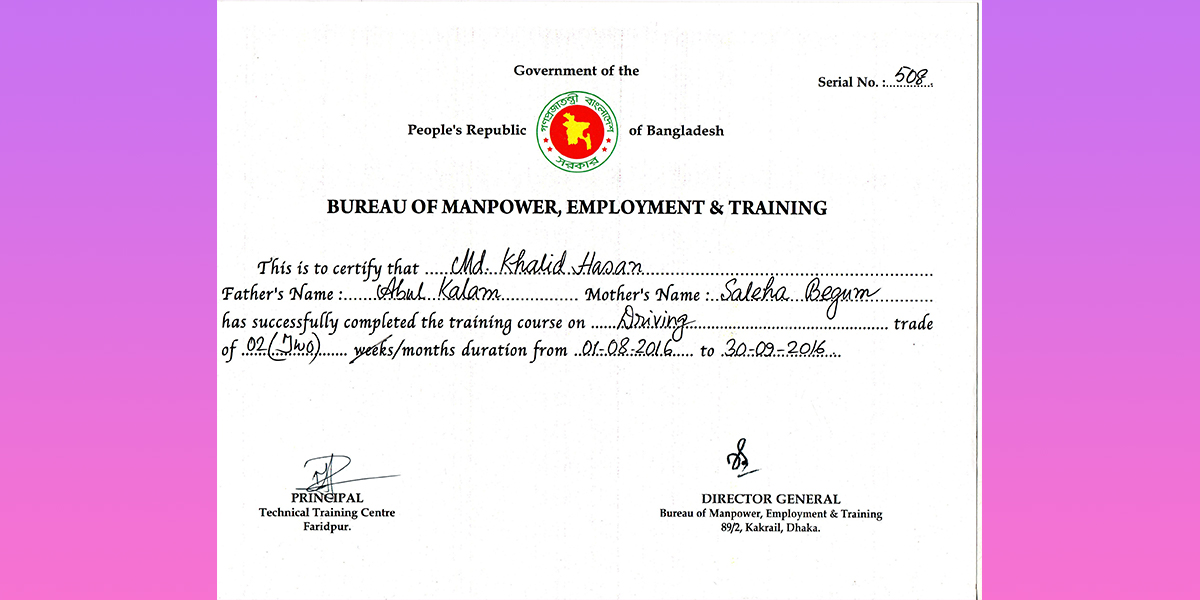 Government of the
Serial No. : 508
People's Republic গণপ্রজাতন্ত্রী বাংলাদেশ সরকার of Bangladesh
BUREAU OF MANPOWER, EMPLOYMENT & TRAINING
This is to certify that Md. Khalid Hasan
Father's Name : Abul Kalam Mother's Name : Saleha Begum
has successfully completed the training course on Driving trade
of 02 (Two) weeks/months duration from 01-08-2016 to 30-09-2016
PRINCIPAL
Technical Training Centre
Faridpur.
DIRECTOR GENERAL
Bureau of Manpower, Employment & Training
89/2, Kakrail, Dhaka.